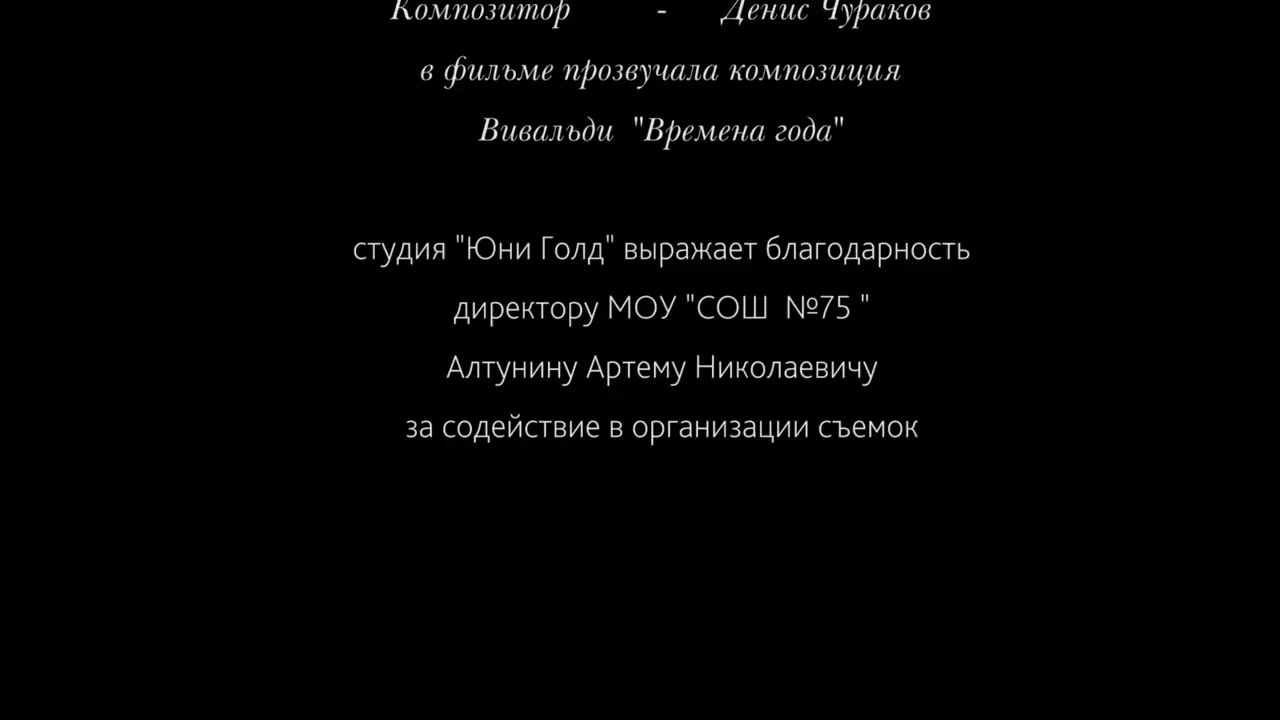 Композитор - Денис Чураков
в фильме прозвучала композиция
Вивальди "Времена года"
студия "Юни Голд" выражает благодарность
директору МОУ "СОШ №75 "
Алтунину Артему Николаевичу
за содействие в организации съемок